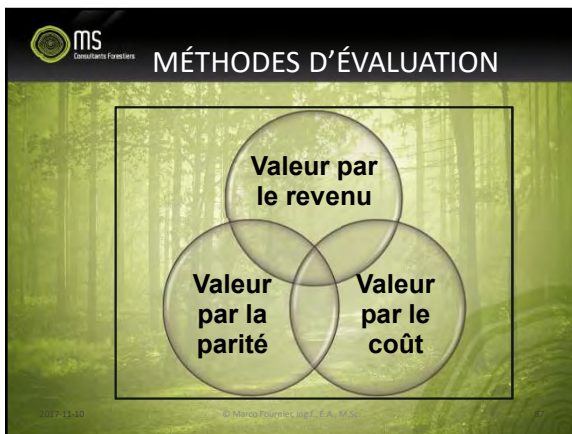 MS
Consultants Forestiers
MÉTHODES D'ÉVALUATION
Valeur par
le revenu
Valeur
par la
parité
Valeur
par le
coût
2017-11-10
© Marco Fournier, ing.f., É.A., M.Sc.